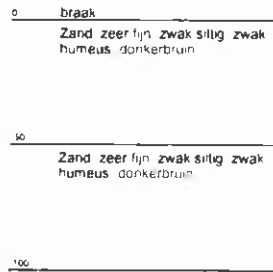 0 braak
Zand zeer fijn zwak siltig zwak
humeus donkerbruin
50
Zand zeer fijn zwak siltig zwak
humeus donkerbruin
100